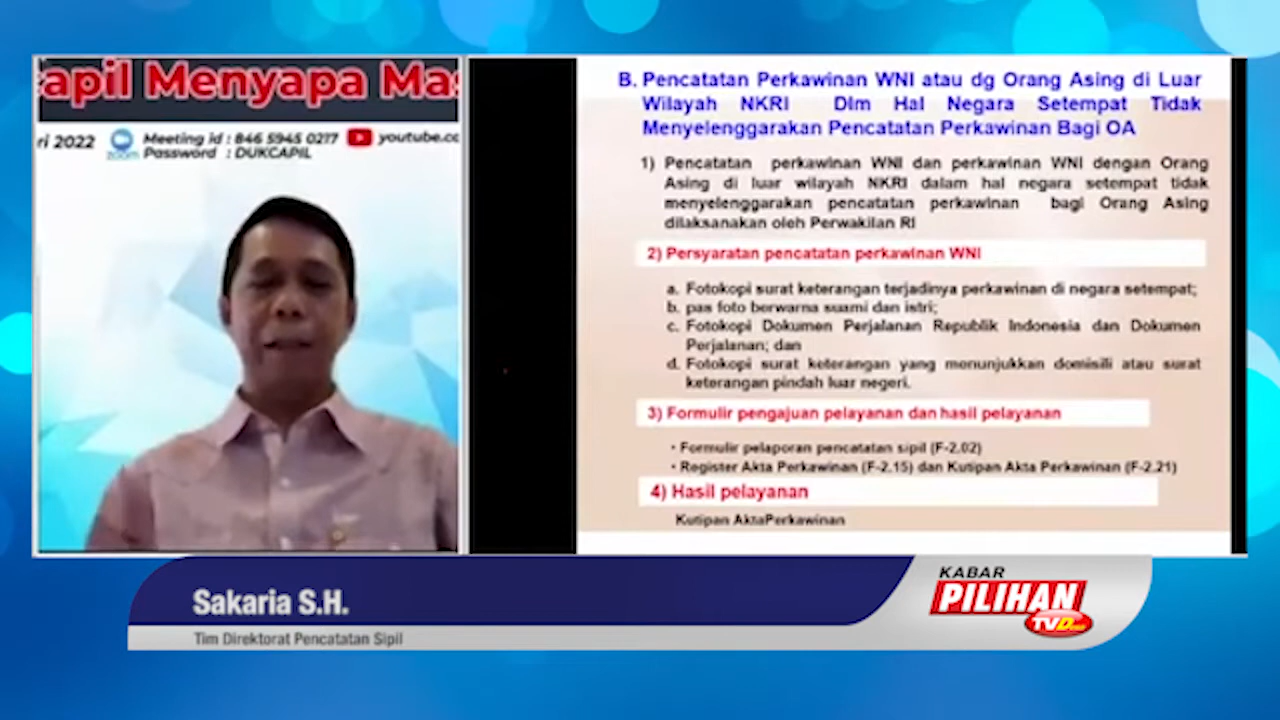 capil Menyapa Mas
ri 2022
zoom
Meeting id : 846 5945 0217
Password : DUKCAPIL
youtube.co
B. Pencatatan Perkawinan WNI atau dg Orang Asing di Luar
Wilayah NKRI Dlm Hal Negara Setempat Tidak
Menyelenggarakan Pencatatan Perkawinan Bagi OA
1) Pencatatan perkawinan WNI dan perkawinan WNI dengan Orang
Asing di luar wilayah NKRI dalam hal negara setempat tidak
menyelenggarakan pencatatan perkawinan bagi Orang Asing
dilaksanakan oleh Perwakilan RI
2) Persyaratan pencatatan perkawinan WNI
a. Fotokopi surat keterangan terjadinya perkawinan di negara setempat;
b. pas foto berwarna suami dan istri;
c. Fotokopi Dokumen Perjalanan Republik Indonesia dan Dokumen
Perjalanan; dan
d. Fotokopi surat keterangan yang menunjukkan domisili atau surat
keterangan pindah luar negeri.
3) Formulir pengajuan pelayanan dan hasil pelayanan
• Formulir pelaporan pencatatan sipil (F-2.02)
• Register Akta Perkawinan (F-2.15) dan Kutipan Akta Perkawinan (F-2.21)
4) Hasil pelayanan
Kutipan AktaPerkawinan
Sakaria S.H.
Tim Direktorat Pencatatan Sipil
KABAR
PILIHAN
TVD